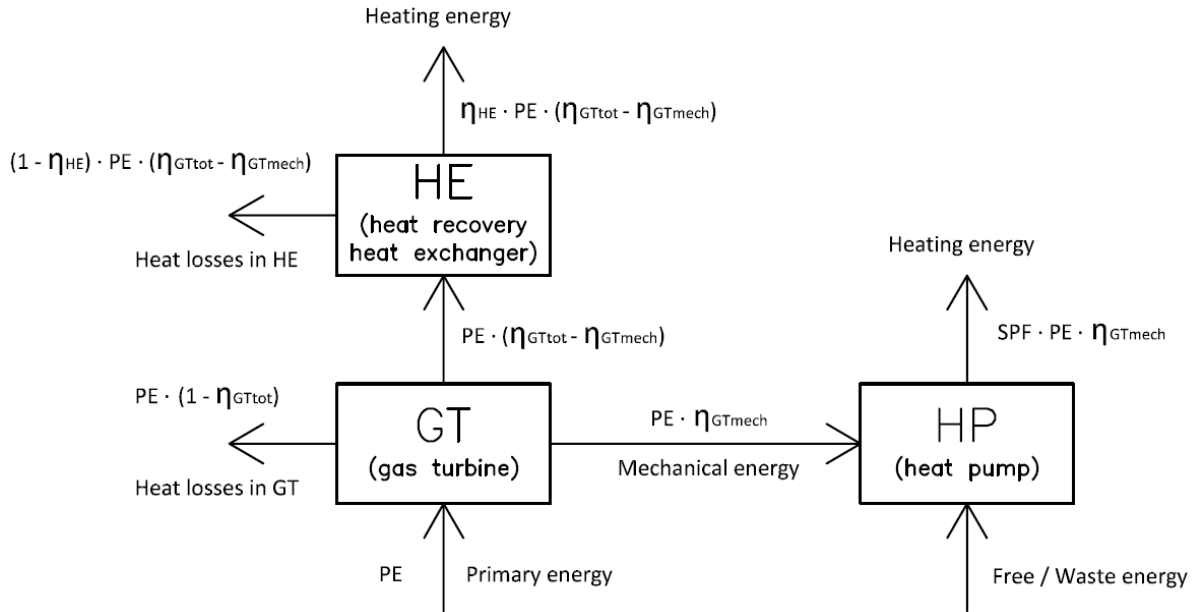 Heating energy
ηHE · PE · (ηGTtot - ηGTmech)
(1 - ηHE) · PE · (ηGTtot - ηGTmech)
HE
(heat recovery
heat exchanger)
Heat losses in HE
Heating energy
PE · (ηGTtot - ηGTmech)
SPF · PE · ηGTmech
PE · (1 - ηGTtot)
GT
(gas turbine)
PE · ηGTmech
Mechanical energy
HP
(heat pump)
Heat losses in GT
PE
Primary energy
Free / Waste energy